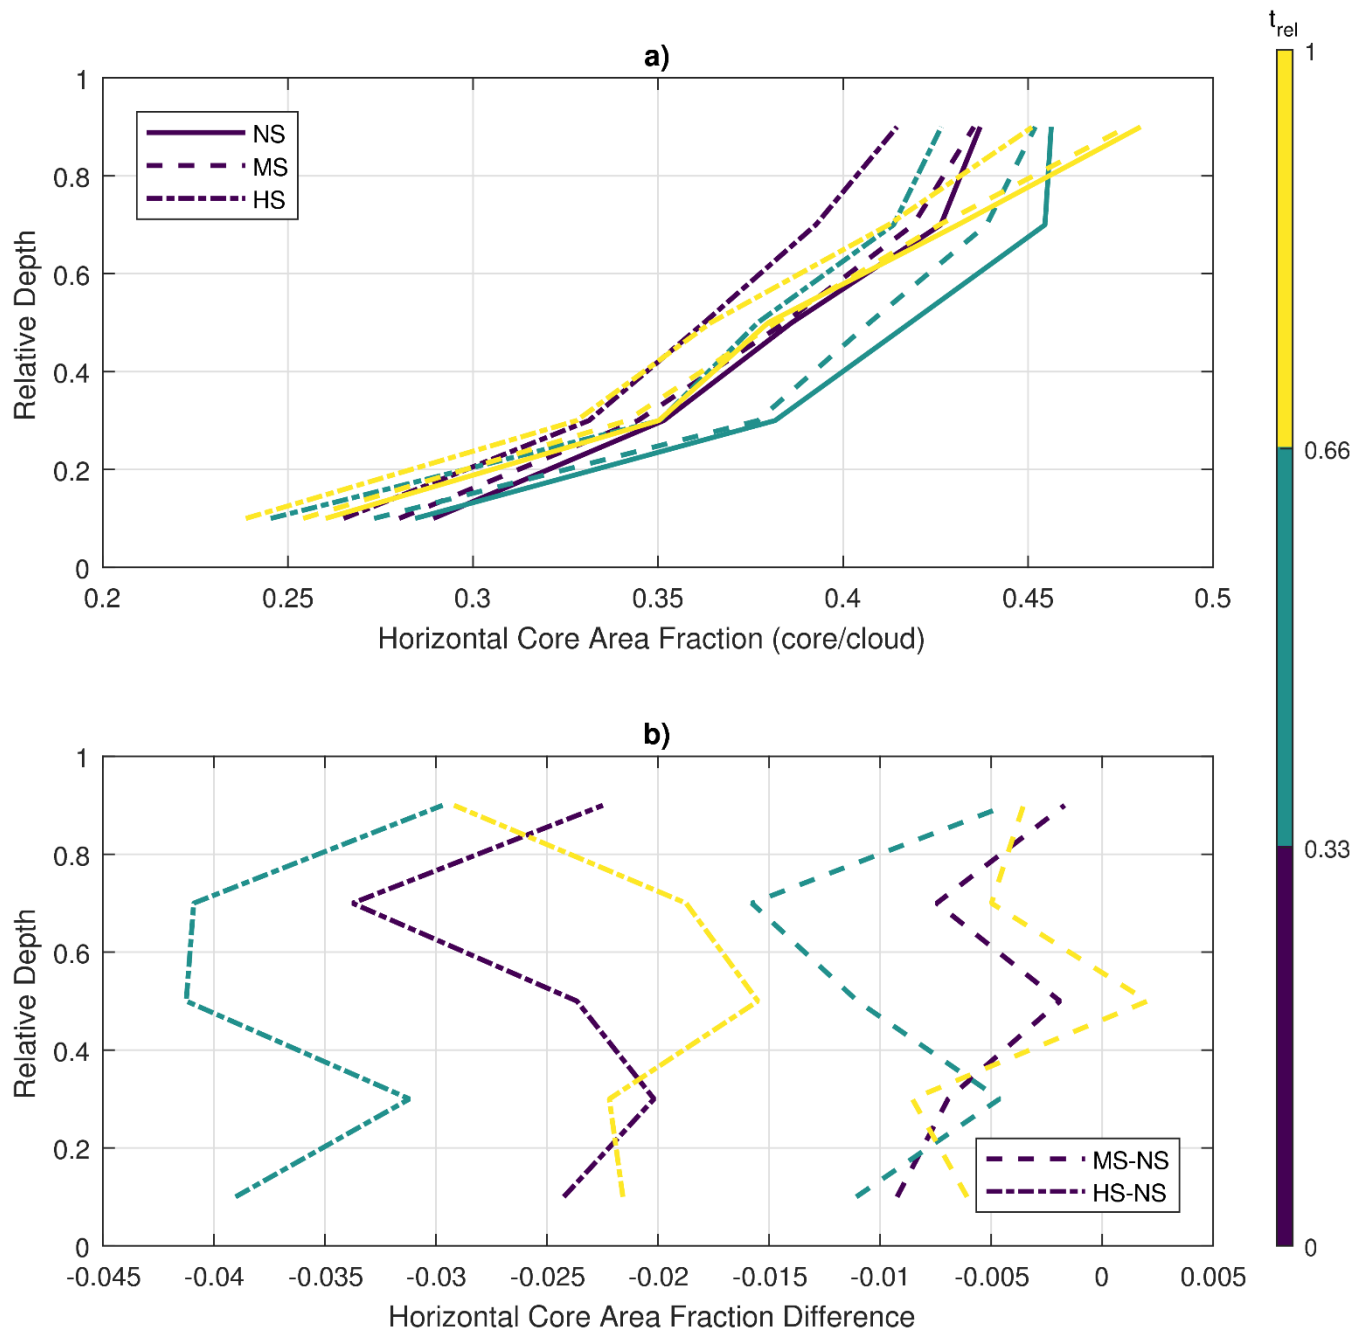 t_rel
a)
1
0.8
0.6
0.4
0.2
0
Relative Depth
NS
MS
HS
0.2 0.25 0.3 0.35 0.4 0.45 0.5
Horizontal Core Area Fraction (core/cloud)
b)
1
0.8
0.6
0.4
0.2
0
Relative Depth
MS-NS
HS-NS
-0.045 -0.04 -0.035 -0.03 -0.025 -0.02 -0.015 -0.01 -0.005 0 0.005
Horizontal Core Area Fraction Difference
1
0.66
0.33
0